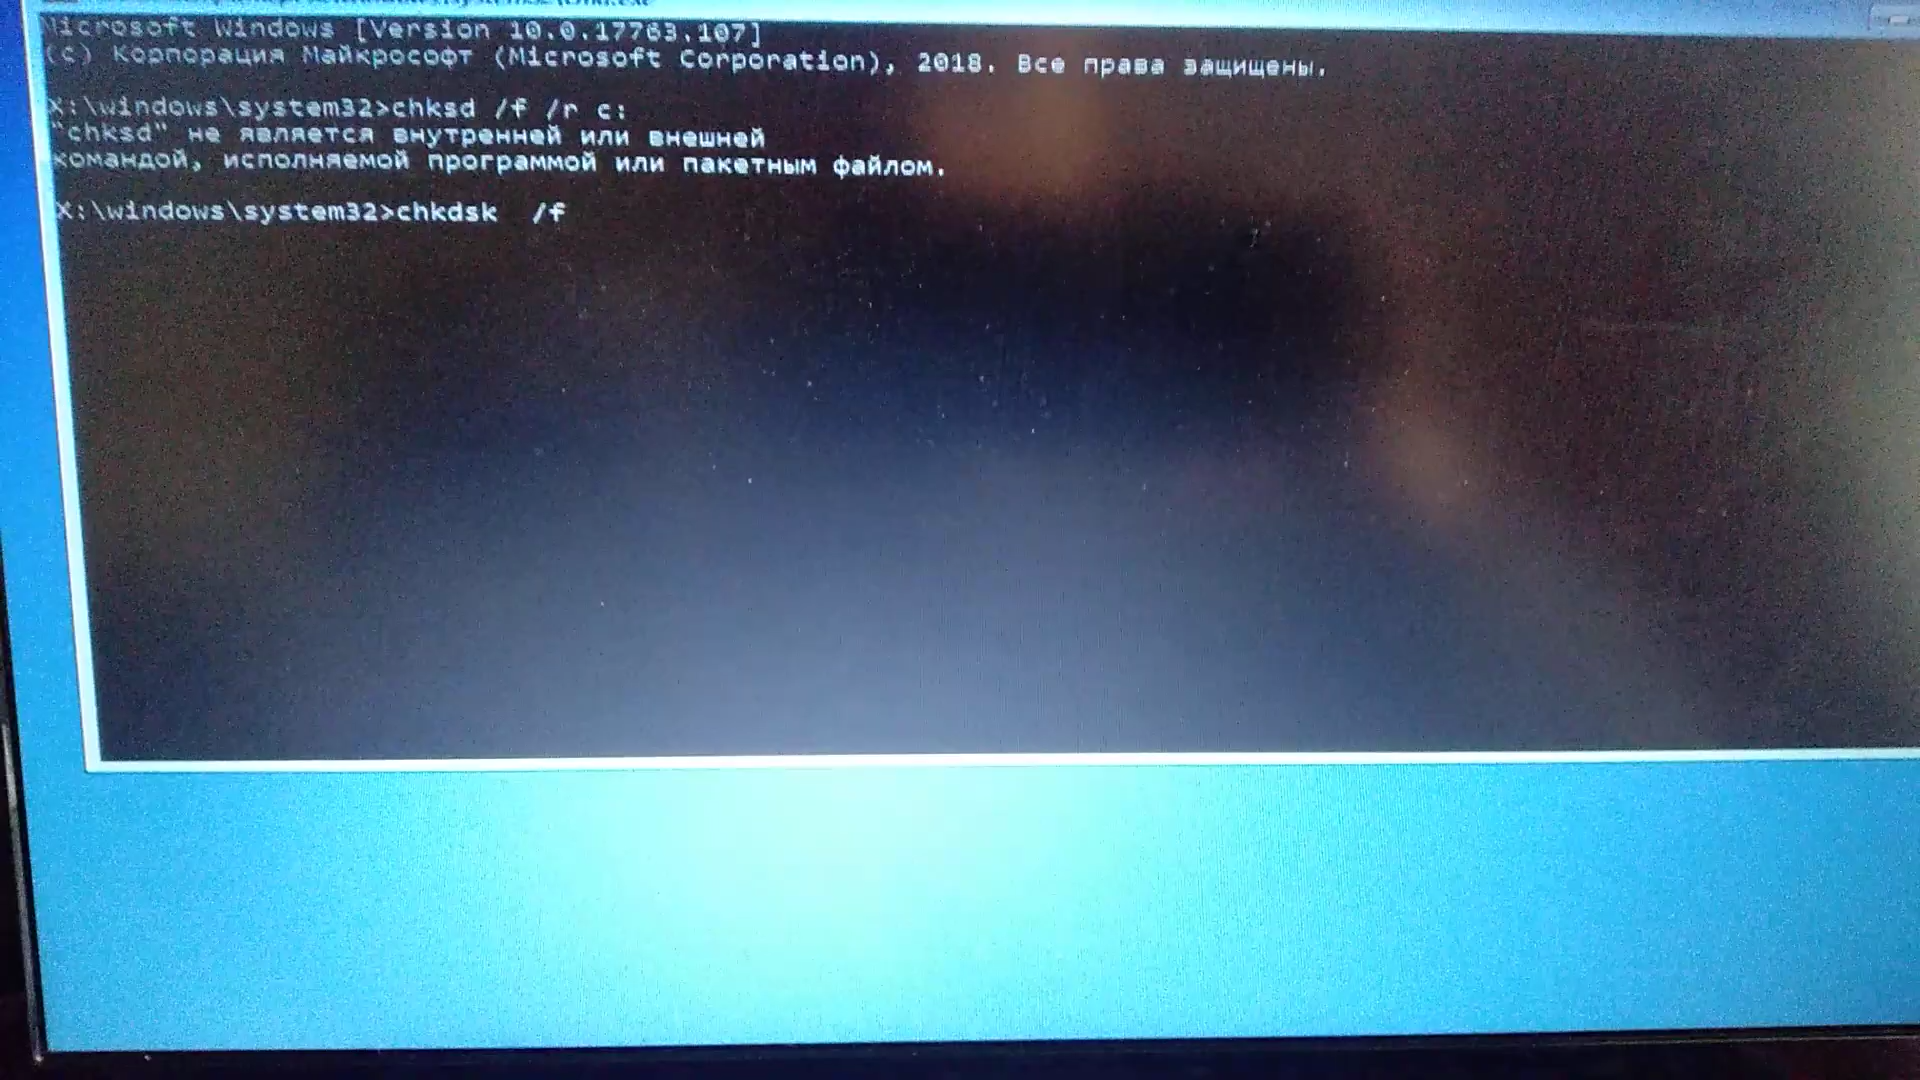 Microsoft Windows [Version 10.0.17763.107]
(c) Корпорация Майкрософт (Microsoft Corporation), 2018. Все права защищены.
X:\windows\system32>chksd /f /r c:
"chksd" не является внутренней или внешней
командой, исполняемой программой или пакетным файлом.
X:\windows\system32>chkdsk  /f